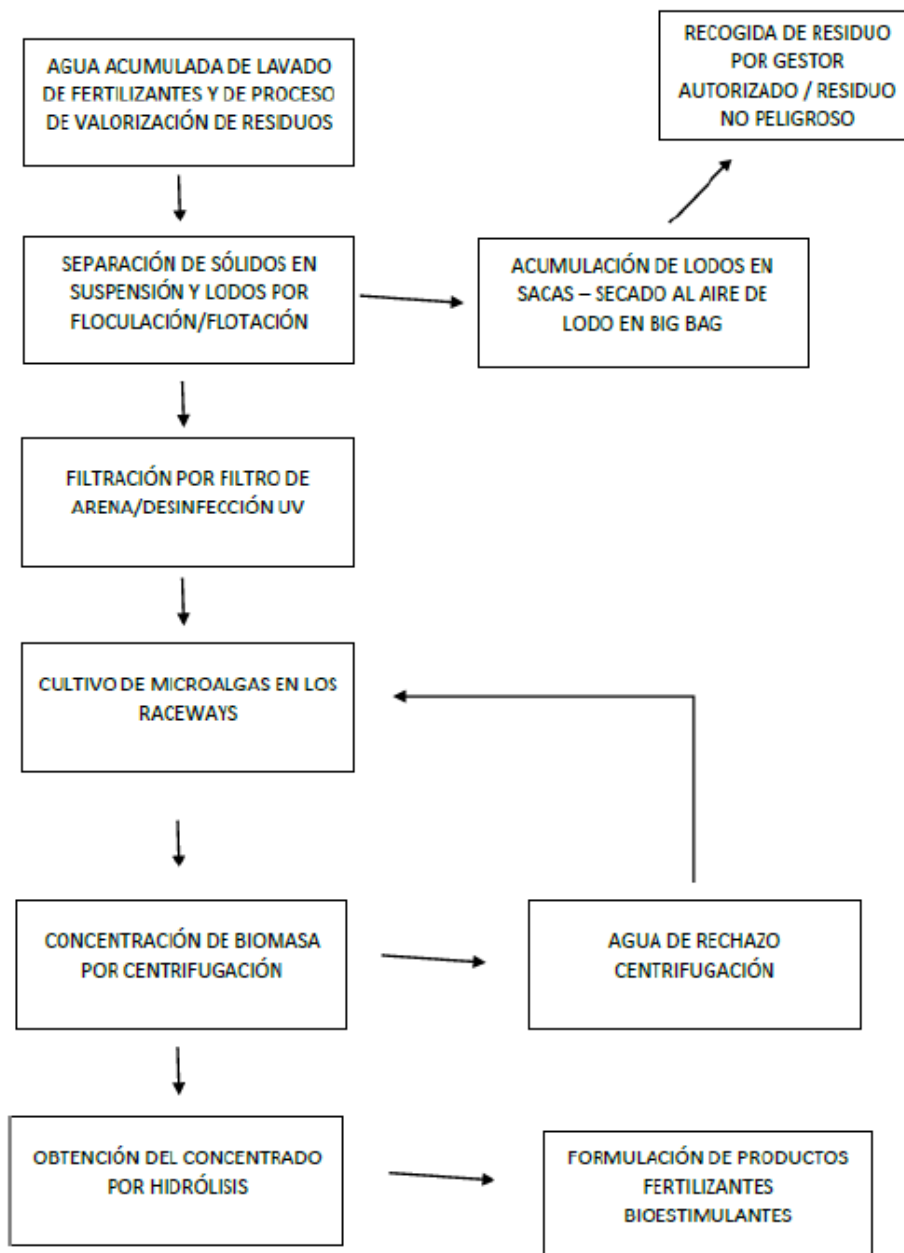 AGUA ACUMULADA DE LAVADO
DE FERTILIZANTES Y DE PROCESO
DE VALORIZACIÓN DE RESIDUOS
RECOGIDA DE RESIDUO
POR GESTOR
AUTORIZADO / RESIDUO
NO PELIGROSO
SEPARACIÓN DE SÓLIDOS EN
SUSPENSIÓN Y LODOS POR
FLOCULACIÓN/FLOTACIÓN
ACUMULACIÓN DE LODOS EN
SACAS – SECADO AL AIRE DE
LODO EN BIG BAG
FILTRACIÓN POR FILTRO DE
ARENA/DESINFECCIÓN UV
CULTIVO DE MICROALGAS EN LOS
RACEWAYS
CONCENTRACIÓN DE BIOMASA
POR CENTRIFUGACIÓN
AGUA DE RECHAZO
CENTRIFUGACIÓN
OBTENCIÓN DEL CONCENTRADO
POR HIDRÓLISIS
FORMULACIÓN DE PRODUCTOS
FERTILIZANTES
BIOESTIMULANTES